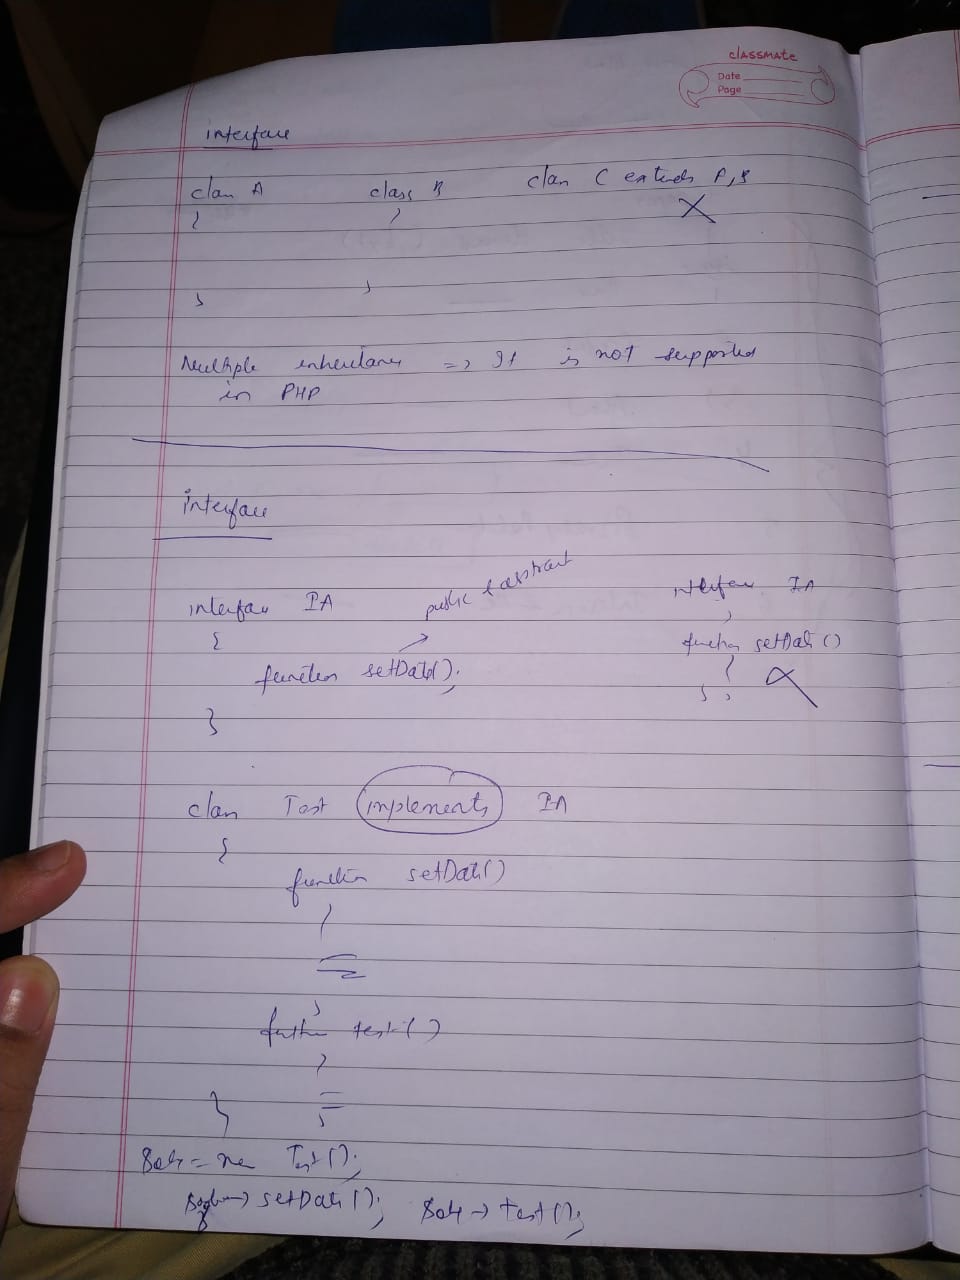 classmate
Date
Page
interface
class A class B class C extends A, B
{ {
} }
Multiple inheritance => It is not supported
in PHP
interface
interface IA public & abstract interface IA
{ {
function setData(); function setData()
{
} } }
class Test implements IA
{
function setData()
{
}
function test()
{
}
}
$obj = new Test();
$obj -> setData(); $obj -> test();